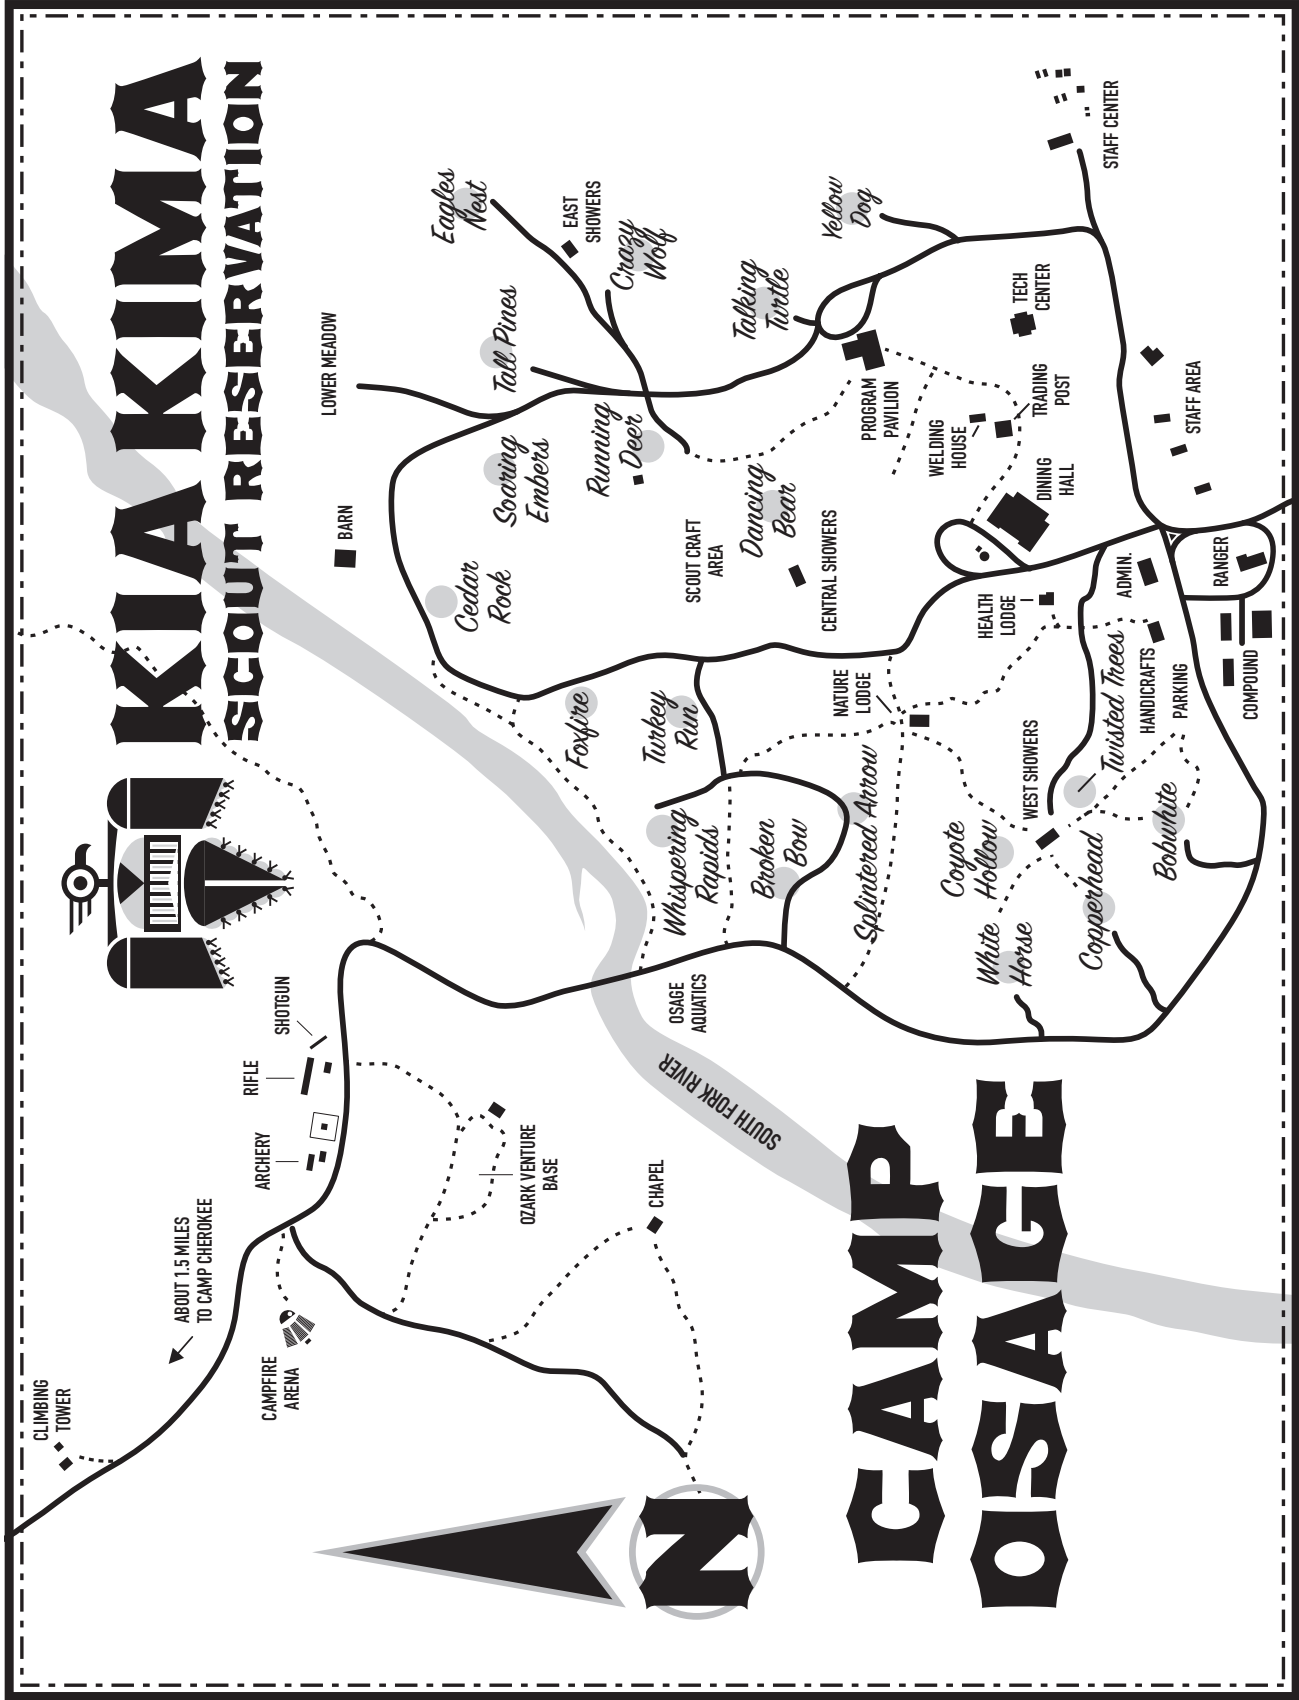 KIA KIMA
SCOUT RESERVATION
CLIMBING
TOWER
ABOUT 1.5 MILES
TO CAMP CHEROKEE
CAMPFIRE
ARENA
ARCHERY
RIFLE
SHOTGUN
OZARK VENTURE
BASE
CHAPEL
N
SOUTH FORK RIVER
OSAGE
AQUATICS
BARN
LOWER MEADOW
Cedar
Rock
Soaring
Embers
Tall Pines
Eagles
Nest
EAST
SHOWERS
Crazy
Wolf
Running
Deer
Foxfire
Turkey
Run
Whispering
Rapids
Broken
Bow
SCOUT CRAFT
AREA
Dancing
Bear
CENTRAL SHOWERS
Talking
Turtle
Yellow
Dog
PROGRAM
PAVILION
WELDING
HOUSE
TRADING
POST
TECH
CENTER
DINING
HALL
STAFF CENTER
STAFF AREA
NATURE
LODGE
Splintered Arrow
HEALTH
LODGE
Coyote
Hollow
White
Horse
WEST SHOWERS
Copperhead
Twisted Trees
ADMIN.
HANDICRAFTS
PARKING
Bobwhite
RANGER
COMPOUND
CAMP
OSAGE